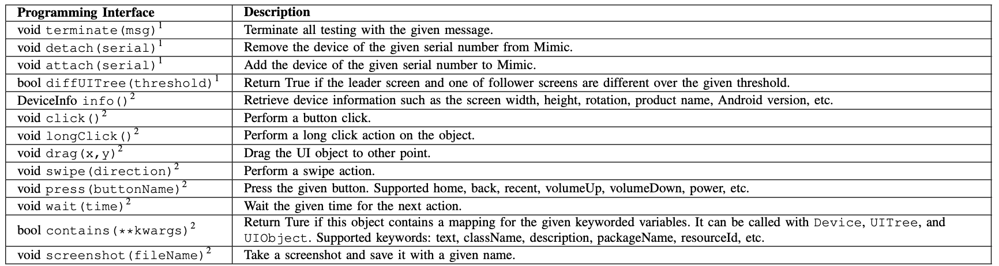 Programming Interface Description
void terminate(msg)1 Terminate all testing with the given message.
void detach(serial)1 Remove the device of the given serial number from Mimic.
void attach(serial)1 Add the device of the given serial number to Mimic.
bool diffUITree(threshold)1 Return True if the leader screen and one of follower screens are different over the given threshold.
DeviceInfo info()2 Retrieve device information such as the screen width, height, rotation, product name, Android version, etc.
void click()2 Perform a button click.
void longClick()2 Perform a long click action on the object.
void drag(x,y)2 Drag the UI object to other point.
void swipe(direction)2 Perform a swipe action.
void press(buttonName)2 Press the given button. Supported home, back, recent, volumeUp, volumeDown, power, etc.
void wait(time)2 Wait the given time for the next action.
bool contains(**kwargs)2 Return Ture if this object contains a mapping for the given keyworded variables. It can be called with Device, UITree, and
UIObject. Supported keywords: text, className, description, packageName, resourceId, etc.
void screenshot(fileName)2 Take a screenshot and save it with a given name.